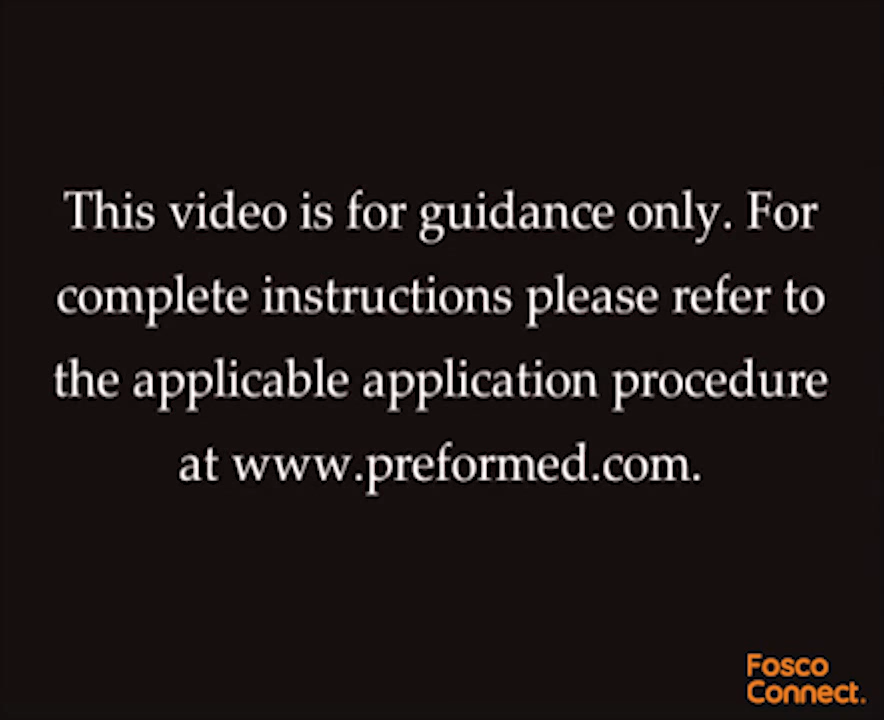 This video is for guidance only. For
complete instructions please refer to
the applicable application procedure
at www.preformed.com.
Fosco
Connect.